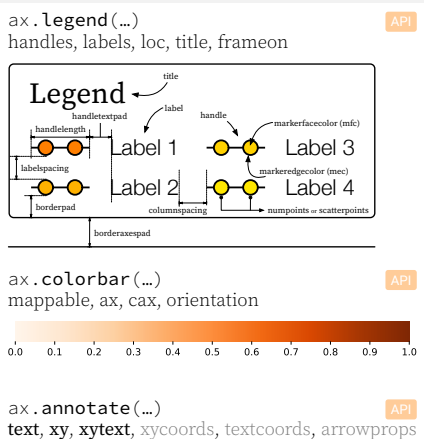 ax.legend(…) API
handles, labels, loc, title, frameon
title
Legend
handletextpad
label
handle
handlelength
markerfacecolor (mfc)
Label 1
Label 3
labelspacing
markeredgecolor (mec)
Label 2
Label 4
borderpad
columnspacing
numpoints or scatterpoints
borderaxespad
ax.colorbar(…) API
mappable, ax, cax, orientation
0.0 0.1 0.2 0.3 0.4 0.5 0.6 0.7 0.8 0.9 1.0
ax.annotate(…) API
text, xy, xytext, xycoords, textcoords, arrowprops